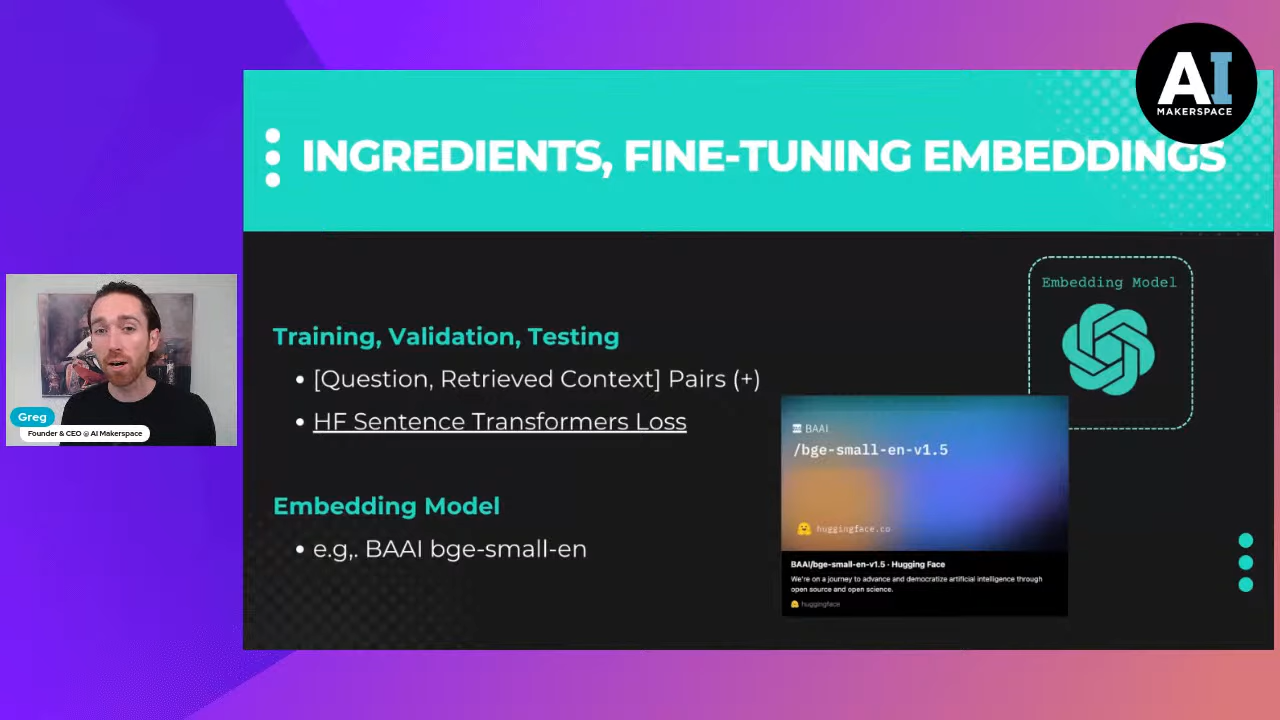 AI
MAKERSPACE
INGREDIENTS, FINE-TUNING EMBEDDINGS
Embedding Model
Training, Validation, Testing
• [Question, Retrieved Context] Pairs (+)
• HF Sentence Transformers Loss
Embedding Model
• e.g,. BAAI bge-small-en
BAAI
/bge-small-en-v1.5
huggingface.co
BAAI/bge-small-en-v1.5 · Hugging Face
We're on a journey to advance and democratize artificial intelligence through
open source and open science.
huggingface
Greg
Founder & CEO @ AI Makerspace